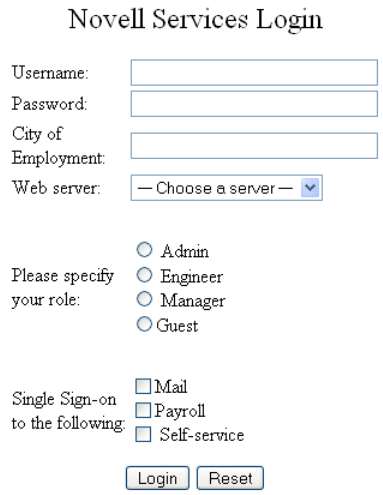 Novell Services Login
Username:
Password:
City of
Employment:
Web server: — Choose a server —
Please specify
your role:
Admin
Engineer
Manager
Guest
Single Sign-on
to the following:
Mail
Payroll
Self-service
Login Reset